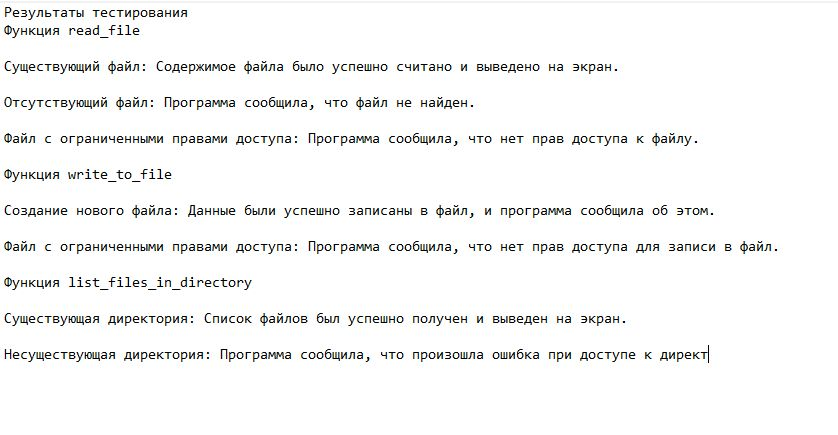 Результаты тестирования
Функция read_file
Существующий файл: Содержимое файла было успешно считано и выведено на экран.
Отсутствующий файл: Программа сообщила, что файл не найден.
Файл с ограниченными правами доступа: Программа сообщила, что нет прав доступа к файлу.
Функция write_to_file
Создание нового файла: Данные были успешно записаны в файл, и программа сообщила об этом.
Файл с ограниченными правами доступа: Программа сообщила, что нет прав доступа для записи в файл.
Функция list_files_in_directory
Существующая директория: Список файлов был успешно получен и выведен на экран.
Несуществующая директория: Программа сообщила, что произошла ошибка при доступе к директ